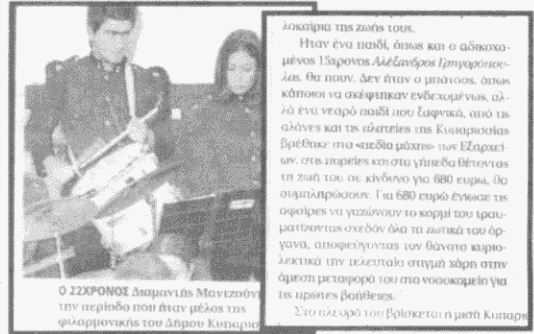 λοκαίρια της ζωής τους.
Ήταν ένα παιδί, όπως και ο αδικοχα-
μένος 15χρονος Αλέξανδρος Γρηγορόπου-
λος, θα πουν. Δεν ήταν ο μπάτσος, όπως
κάποιοι να σκέφτηκαν ενδεχομένως, αλ-
λά ένα νεαρό παιδί που ξαφνικά, από τις
αλάνες και τις πλατείες της Κυπαρισσίας
βρέθηκε στα «πεδία μάχης» των Εξαρχεί-
ων, στις πορείες και στα γήπεδα θέτοντας
τη ζωή του σε κίνδυνο για 680 ευρώ, θα
συμπληρώσουν. Για 680 ευρώ ένιωσε τις
σφαίρες να γαζώνουν το κορμί του τραυ-
ματίζοντας σχεδόν όλα τα ζωτικά του όρ-
γανα, αποφεύγοντας τον θάνατο κυριο-
λεκτικά την τελευταία στιγμή χάρη στην
άμεση μεταφορά του στο νοσοκομείο για
τις πρώτες βοήθειες.
Στο πλευρό του βρίσκεται η μισή Κυπαρι
Ο 22ΧΡΟΝΟΣ Διαμαντής Μαντζούν
την περίοδο που ήταν μέλος της
φιλαρμονικής του Δήμου Κυπαρισ